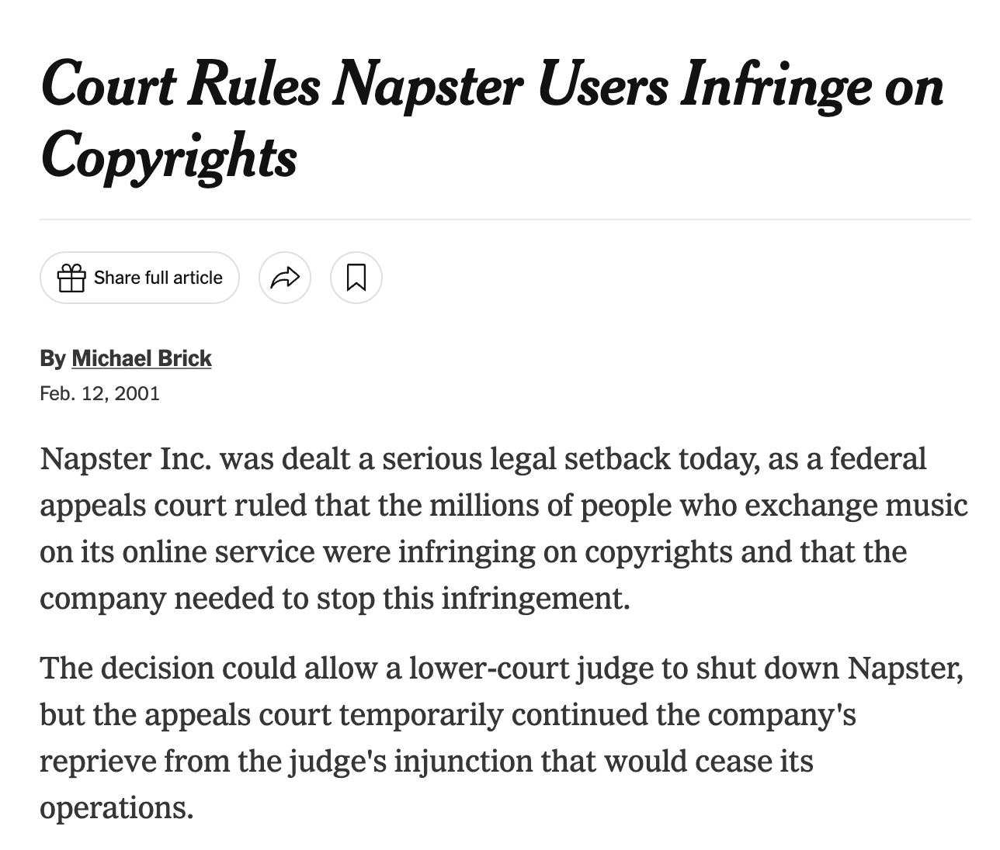 Court Rules Napster Users Infringe on
Copyrights
Share full article
By Michael Brick
Feb. 12, 2001
Napster Inc. was dealt a serious legal setback today, as a federal
appeals court ruled that the millions of people who exchange music
on its online service were infringing on copyrights and that the
company needed to stop this infringement.
The decision could allow a lower-court judge to shut down Napster,
but the appeals court temporarily continued the company's
reprieve from the judge's injunction that would cease its
operations.